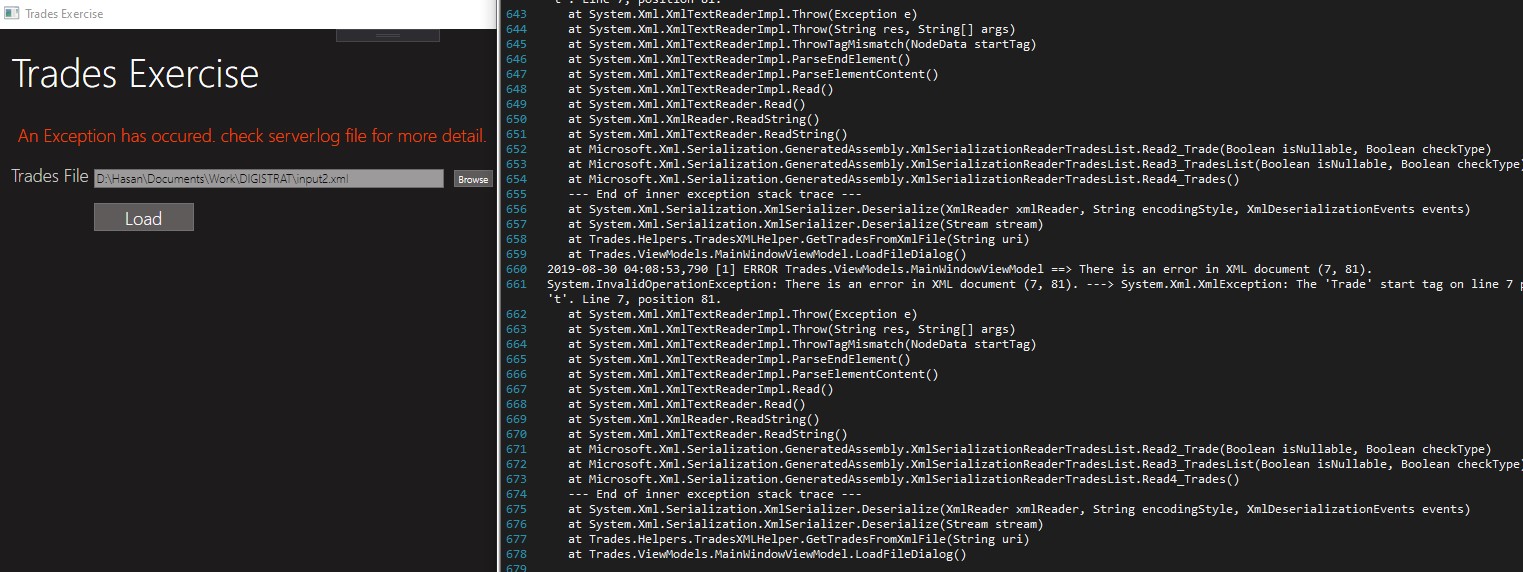 Trades Exercise
Trades Exercise
An Exception has occured. check server.log file for more detail.
Trades File D:\Hasan\Documents\Work\DIGISTRAT\input2.xml Browse
Load
't'. Line 7, position 81.
643 at System.Xml.XmlTextReaderImpl.Throw(Exception e)
644 at System.Xml.XmlTextReaderImpl.Throw(String res, String[] args)
645 at System.Xml.XmlTextReaderImpl.ThrowTagMismatch(NodeData startTag)
646 at System.Xml.XmlTextReaderImpl.ParseEndElement()
647 at System.Xml.XmlTextReaderImpl.ParseElementContent()
648 at System.Xml.XmlTextReaderImpl.Read()
649 at System.Xml.XmlTextReader.Read()
650 at System.Xml.XmlReader.ReadString()
651 at System.Xml.XmlTextReader.ReadString()
652 at Microsoft.Xml.Serialization.GeneratedAssembly.XmlSerializationReaderTradesList.Read2_Trade(Boolean isNullable, Boolean checkType)
653 at Microsoft.Xml.Serialization.GeneratedAssembly.XmlSerializationReaderTradesList.Read3_TradesList(Boolean isNullable, Boolean checkType)
654 at Microsoft.Xml.Serialization.GeneratedAssembly.XmlSerializationReaderTradesList.Read4_Trades()
655 --- End of inner exception stack trace ---
656 at System.Xml.Serialization.XmlSerializer.Deserialize(XmlReader xmlReader, String encodingStyle, XmlDeserializationEvents events)
657 at System.Xml.Serialization.XmlSerializer.Deserialize(Stream stream)
658 at Trades.Helpers.TradesXMLHelper.GetTradesFromXmlFile(String uri)
659 at Trades.ViewModels.MainWindowViewModel.LoadFileDialog()
660 2019-08-30 04:08:53,790 [1] ERROR Trades.ViewModels.MainWindowViewModel ==> There is an error in XML document (7, 81).
661 System.InvalidOperationException: There is an error in XML document (7, 81). ---> System.Xml.XmlException: The 'Trade' start tag on line 7 p
't'. Line 7, position 81.
662 at System.Xml.XmlTextReaderImpl.Throw(Exception e)
663 at System.Xml.XmlTextReaderImpl.Throw(String res, String[] args)
664 at System.Xml.XmlTextReaderImpl.ThrowTagMismatch(NodeData startTag)
665 at System.Xml.XmlTextReaderImpl.ParseEndElement()
666 at System.Xml.XmlTextReaderImpl.ParseElementContent()
667 at System.Xml.XmlTextReaderImpl.Read()
668 at System.Xml.XmlTextReader.Read()
669 at System.Xml.XmlReader.ReadString()
670 at System.Xml.XmlTextReader.ReadString()
671 at Microsoft.Xml.Serialization.GeneratedAssembly.XmlSerializationReaderTradesList.Read2_Trade(Boolean isNullable, Boolean checkType)
672 at Microsoft.Xml.Serialization.GeneratedAssembly.XmlSerializationReaderTradesList.Read3_TradesList(Boolean isNullable, Boolean checkType)
673 at Microsoft.Xml.Serialization.GeneratedAssembly.XmlSerializationReaderTradesList.Read4_Trades()
674 --- End of inner exception stack trace ---
675 at System.Xml.Serialization.XmlSerializer.Deserialize(XmlReader xmlReader, String encodingStyle, XmlDeserializationEvents events)
676 at System.Xml.Serialization.XmlSerializer.Deserialize(Stream stream)
677 at Trades.Helpers.TradesXMLHelper.GetTradesFromXmlFile(String uri)
678 at Trades.ViewModels.MainWindowViewModel.LoadFileDialog()
679